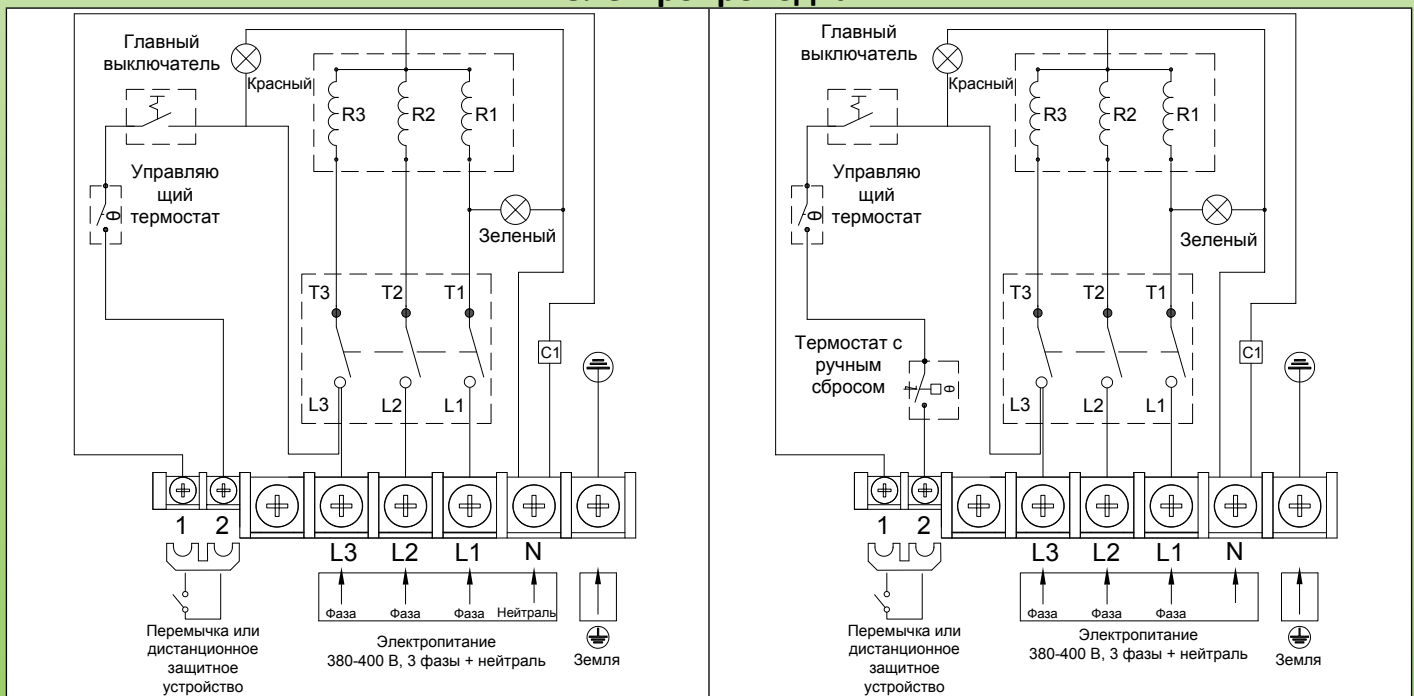 Главный
выключатель
Красный
R3 R2 R1
Управляю
щий
термостат
θ
Зеленый
T3 T2 T1
C1
L3 L2 L1
1 2
L3 L2 L1 N
Фаза Фаза Фаза Нейтраль
Перемычка или
дистанционное
защитное
устройство
Электропитание
380-400 В, 3 фазы + нейтраль
Земля
Главный
выключатель
Красный
R3 R2 R1
Управляю
щий
термостат
θ
Зеленый
T3 T2 T1
Термостат с
ручным
сбросом
θ
C1
L3 L2 L1
1 2
L3 L2 L1 N
Фаза Фаза Фаза
Перемычка или
дистанционное
защитное
устройство
Электропитание
380-400 В, 3 фазы + нейтраль
Земля